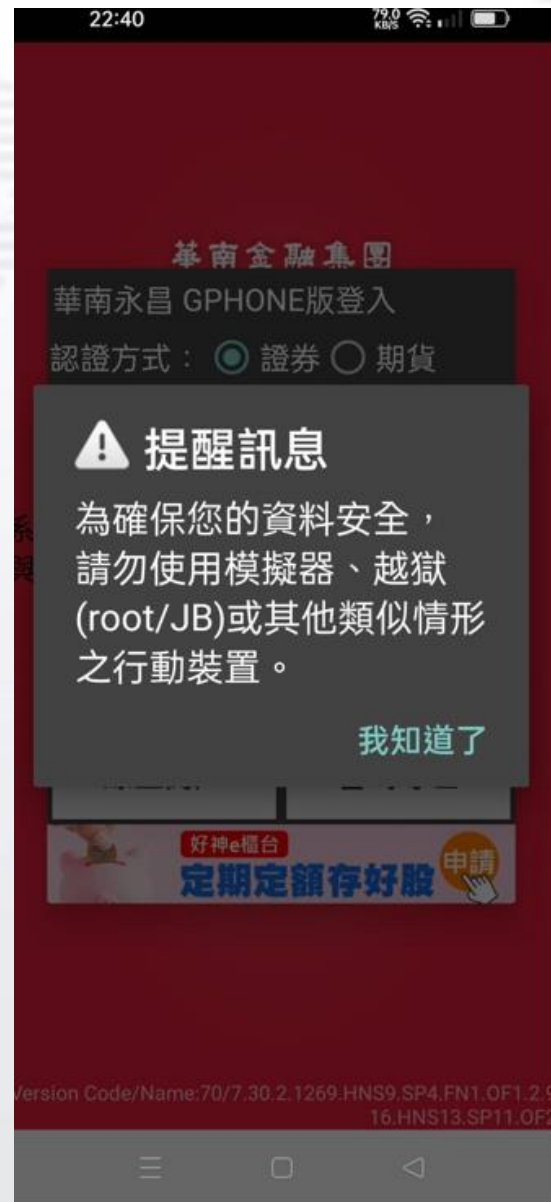 22:40
79.0
KB/S
華南金融集團
華南永昌 GPHONE版登入
認證方式： 證券 期貨
提醒訊息
為確保您的資料安全，
請勿使用模擬器、越獄
(root/JB)或其他類似情形
之行動裝置。
我知道了
好神e櫃台
定期定額存好股
申請
Version Code/Name:70/7.30.2.1269.HNS9.SP4.FN1.OF1.2.9
16.HNS13.SP11.OF2